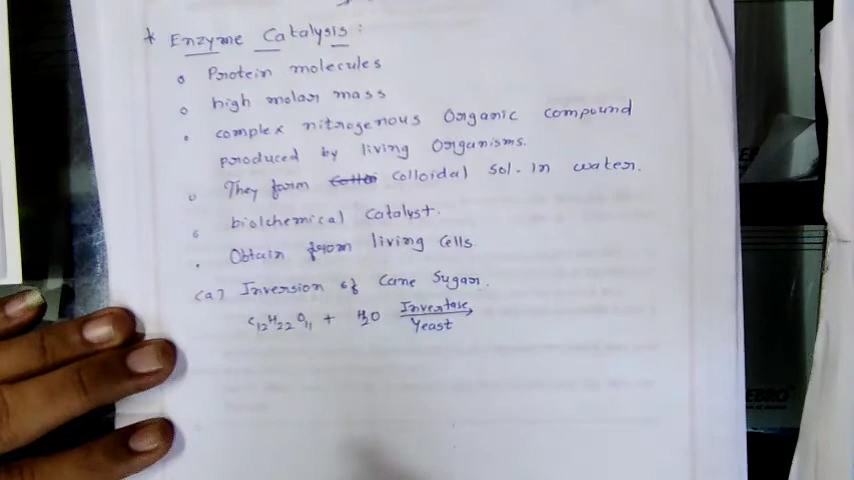 * Enzyme Catalysis :
• Protein molecules
• high molar mass
• complex nitrogenous Organic compound
produced by living Organisms.
• They form colloidal sol. in water.
• biolchemical catalyst.
• Obtain from living cells
(a) Inversion of Cane Sugar.
C12H22O11 + H2O Invertase
Yeast →